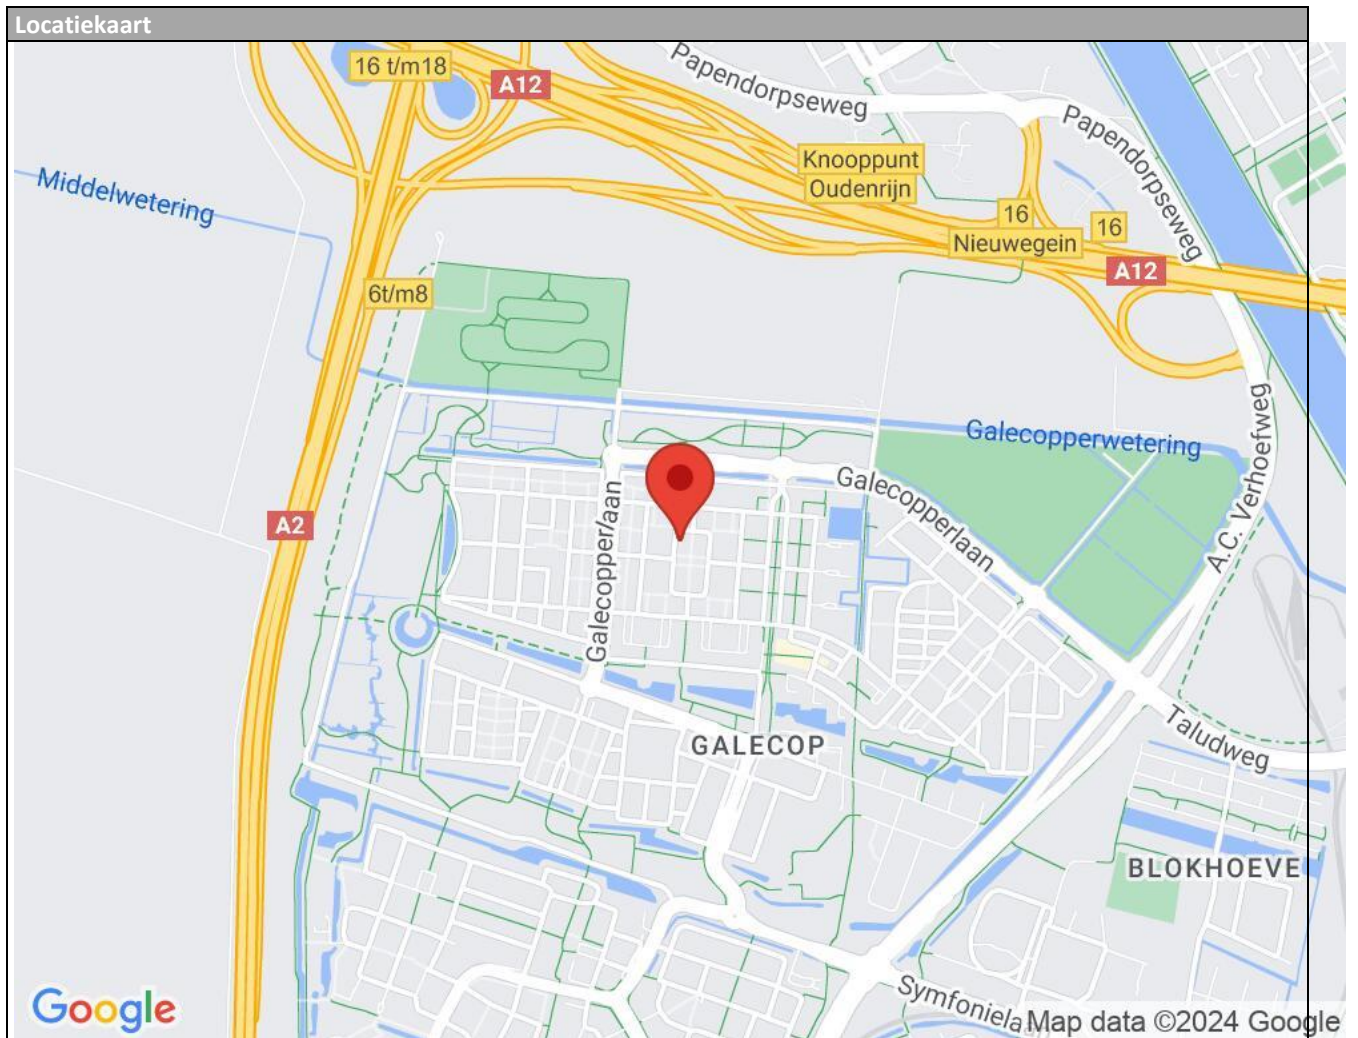 Locatiekaart
16 t/m18
A12
Papendorpseweg
Papendorpseweg
Knooppunt
Oudenrijn
Middelwetering
16
16
Nieuwegein
A12
6t/m8
Galecopperwetering
A.C. Verhoefweg
Galecopperlaan
Galecopperlaan
A2
GALECOP
Taludweg
BLOKHOEVE
Symfoniela
Google
Map data ©2024 Google